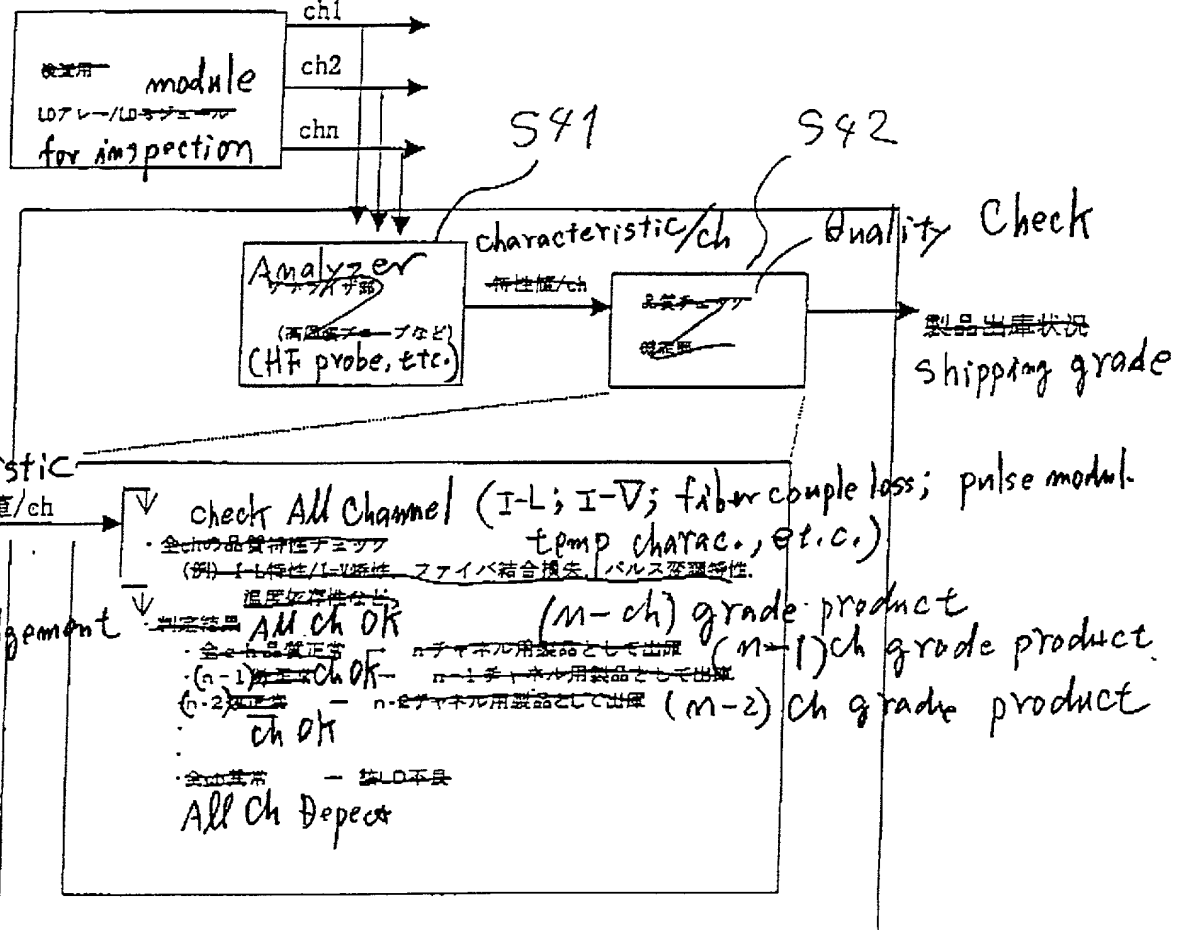 ch1
検査用
module
ch2
LDアレー/LDモジュール
chn
for inspection
S41
S42
characteristic/ch
Quality Check
Analyzer
アナライザ部
特性値/ch
品質チェック
(高周波プローブなど)
(HF probe, etc.)
製品出庫状況
Shipping grade
istic
値/ch
check All Channel (I-L; I-V; fiber couple loss; pulse modul.
temp charac., et.c.)
・全chの品質特性チェック
(例) I-L特性/I-V特性、ファイバ結合損失、パルス変調特性、
温度依存性など
gement
・判定結品
All ch OK
(n-ch) grade product
・全ch品質正常 → nチャネル用製品として出庫
(n-1)ch grade product.
・(n-1)
ch OK
n-1チャネル用製品として出庫
(n-2)
n-2チャネル用製品として出庫
(n-2) ch grade product
ch OK
・
・
・全ch異常 — 該LD不良
All Ch Depect